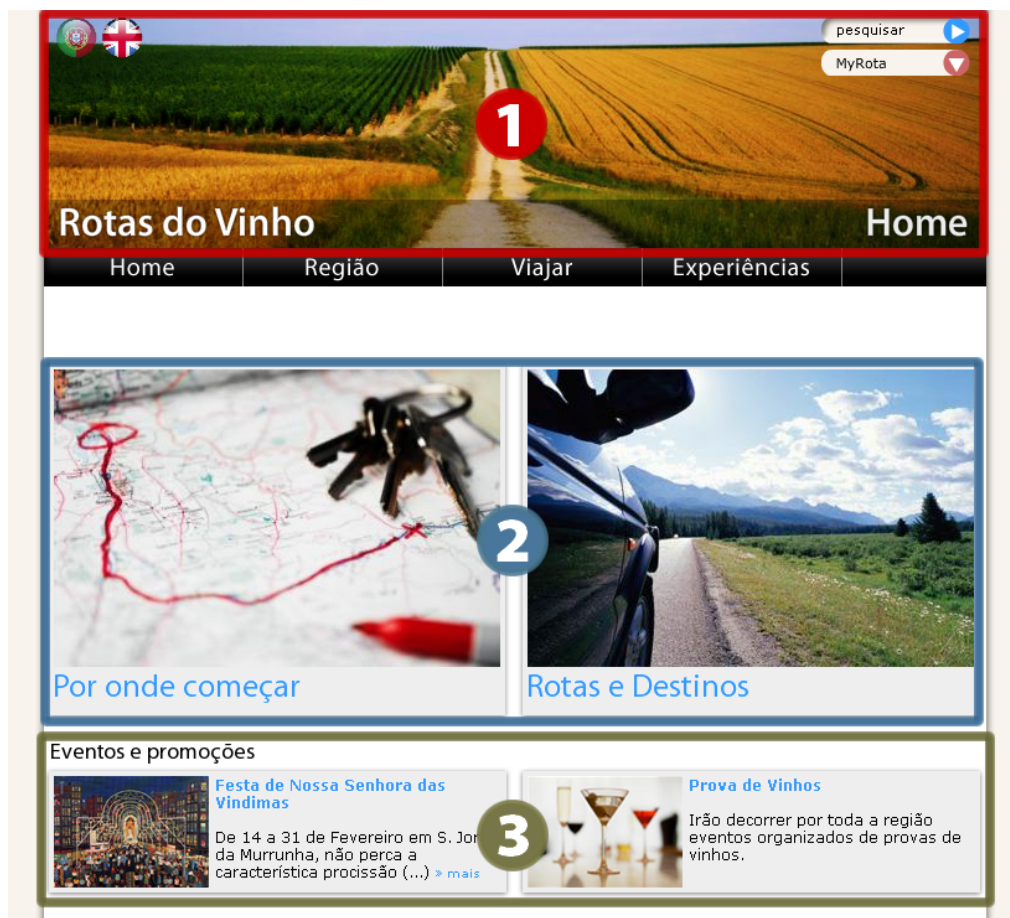 pesquisar
MyRota
1
Rotas do Vinho
Home
Home
Região
Viajar
Experiências
2
Por onde começar
Rotas e Destinos
Eventos e promoções
Festa de Nossa Senhora das
Vindimas
De 14 a 31 de Fevereiro em S.
da Murrunha, não perca a
característica procissão (...) » mais
3
Prova de Vinhos
Irão decorrer por toda a região
eventos organizados de provas de
vinhos.